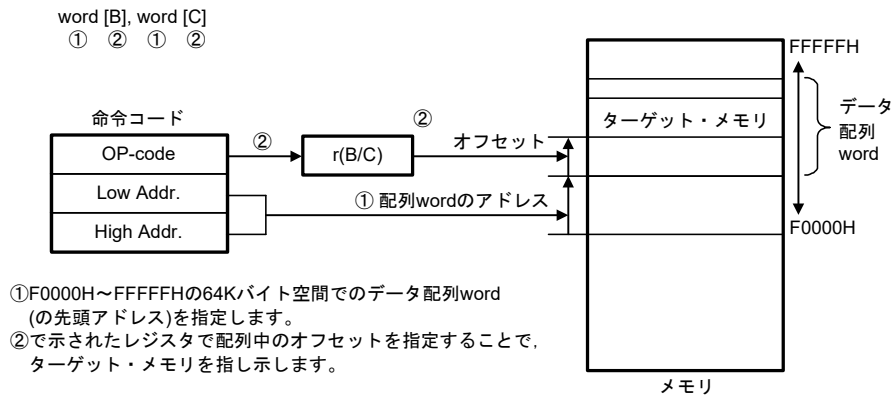 word [B], word [C]
① ② ① ②
命令コード
OP-code
Low Addr.
High Addr.
②
r(B/C)
②
オフセット
① 配列wordのアドレス
ターゲット・メモリ
FFFFFH
データ
配列
word
F0000H
メモリ
①F0000H~FFFFFHの64Kバイト空間でのデータ配列word
(の先頭アドレス)を指定します。
②で示されたレジスタで配列中のオフセットを指定することで,
ターゲット・メモリを指し示します。